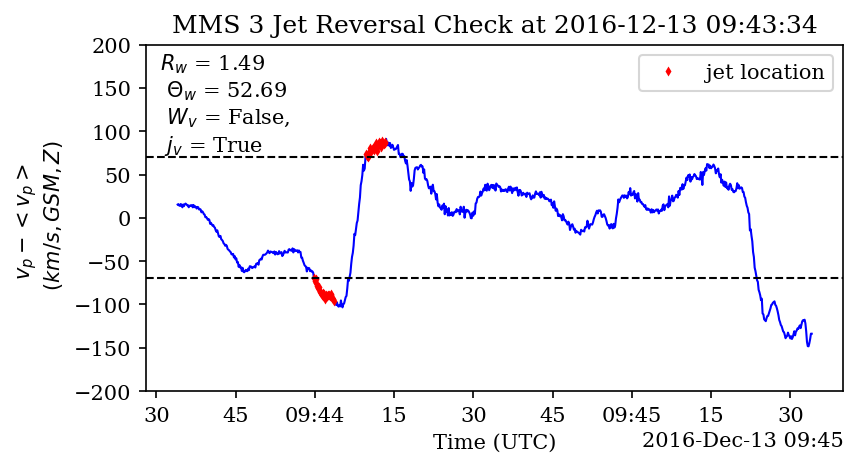 MMS 3 Jet Reversal Check at 2016-12-13 09:43:34
R_w = 1.49
Θ_w = 52.69
W_v = False,
j_v = True
jet location
200
150
100
50
0
−50
−100
−150
−200
v_p − < v_p >
(km/s, GSM, Z)
30 45 09:44 15 30 45 09:45 15 30
Time (UTC)
2016-Dec-13 09:45